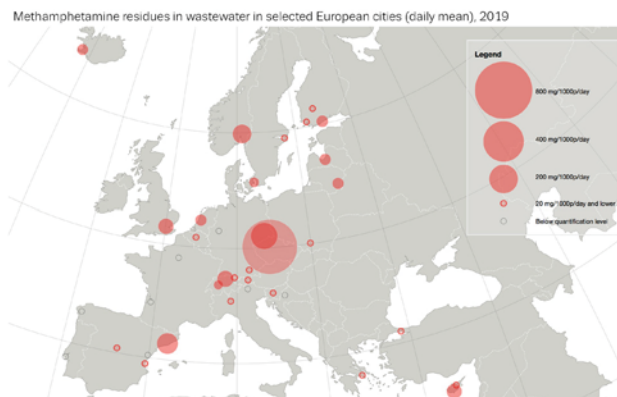 Methamphetamine residues in wastewater in selected European cities (daily mean), 2019
Legend
800 mg/1000p/day
400 mg/1000p/day
200 mg/1000p/day
20 mg/1000p/day and lower
Below quantification level